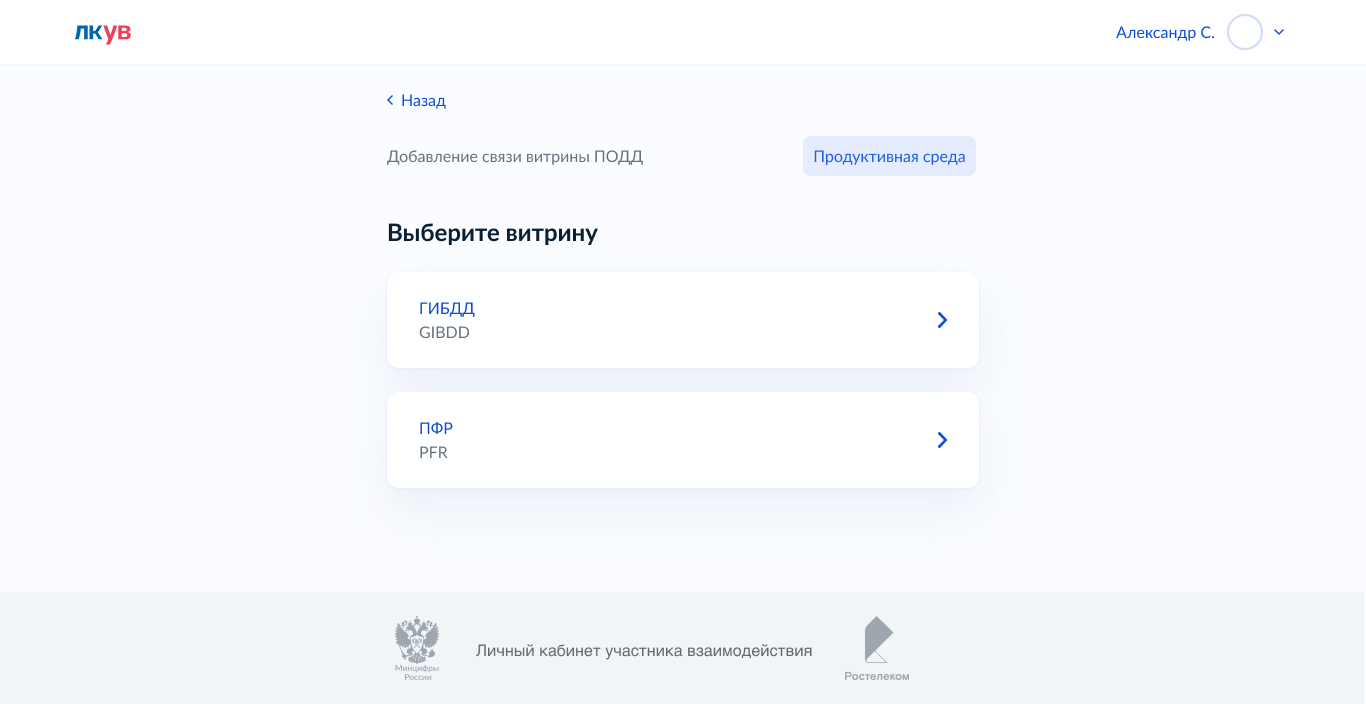 ЛКУВ
Александр С.
Назад
Добавление связи витрины ПОДД
Продуктивная среда
Выберите витрину
ГИБДД
GIBDD
ПФР
PFR
Минцифры
России
Личный кабинет участника взаимодействия
Ростелеком